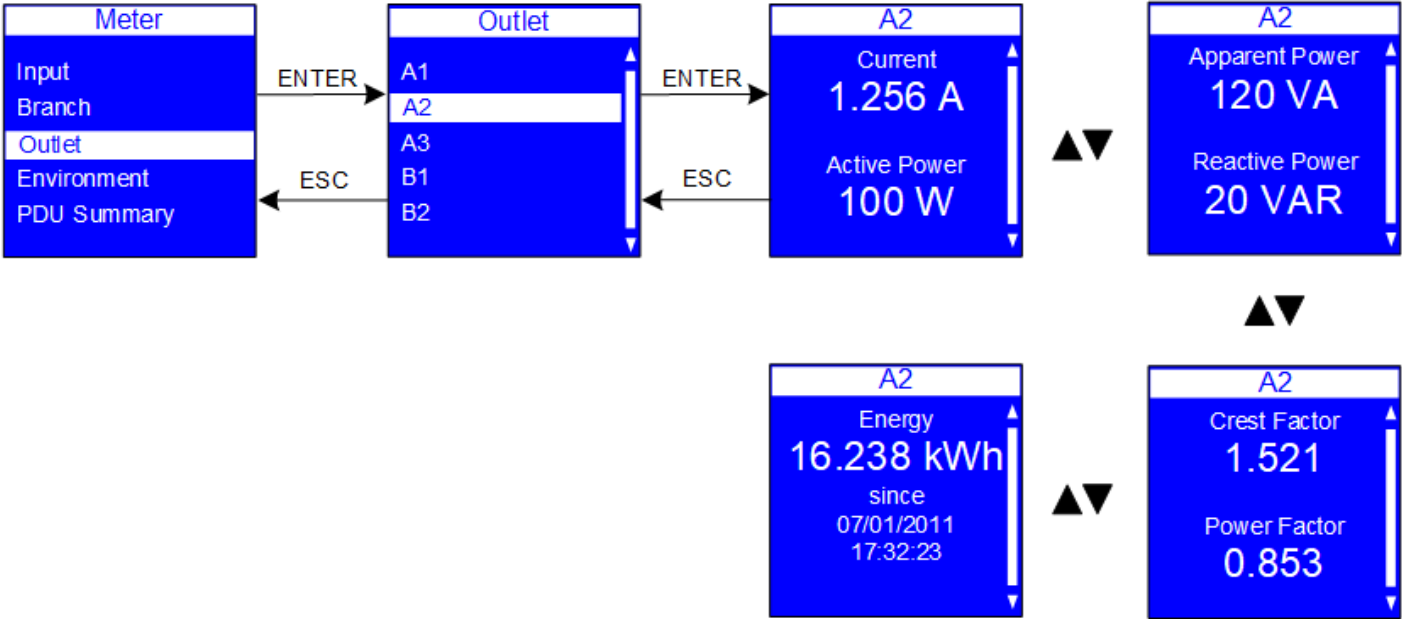 Meter
Input
Branch
Outlet
Environment
PDU Summary
ENTER
ESC
Outlet
A1
A2
A3
B1
B2
ENTER
ESC
A2
Current
1.256 A
Active Power
100 W
▲▼
A2
Apparent Power
120 VA
Reactive Power
20 VAR
▲▼
A2
Energy
16.238 kWh
since
07/01/2011
17:32:23
▲▼
A2
Crest Factor
1.521
Power Factor
0.853